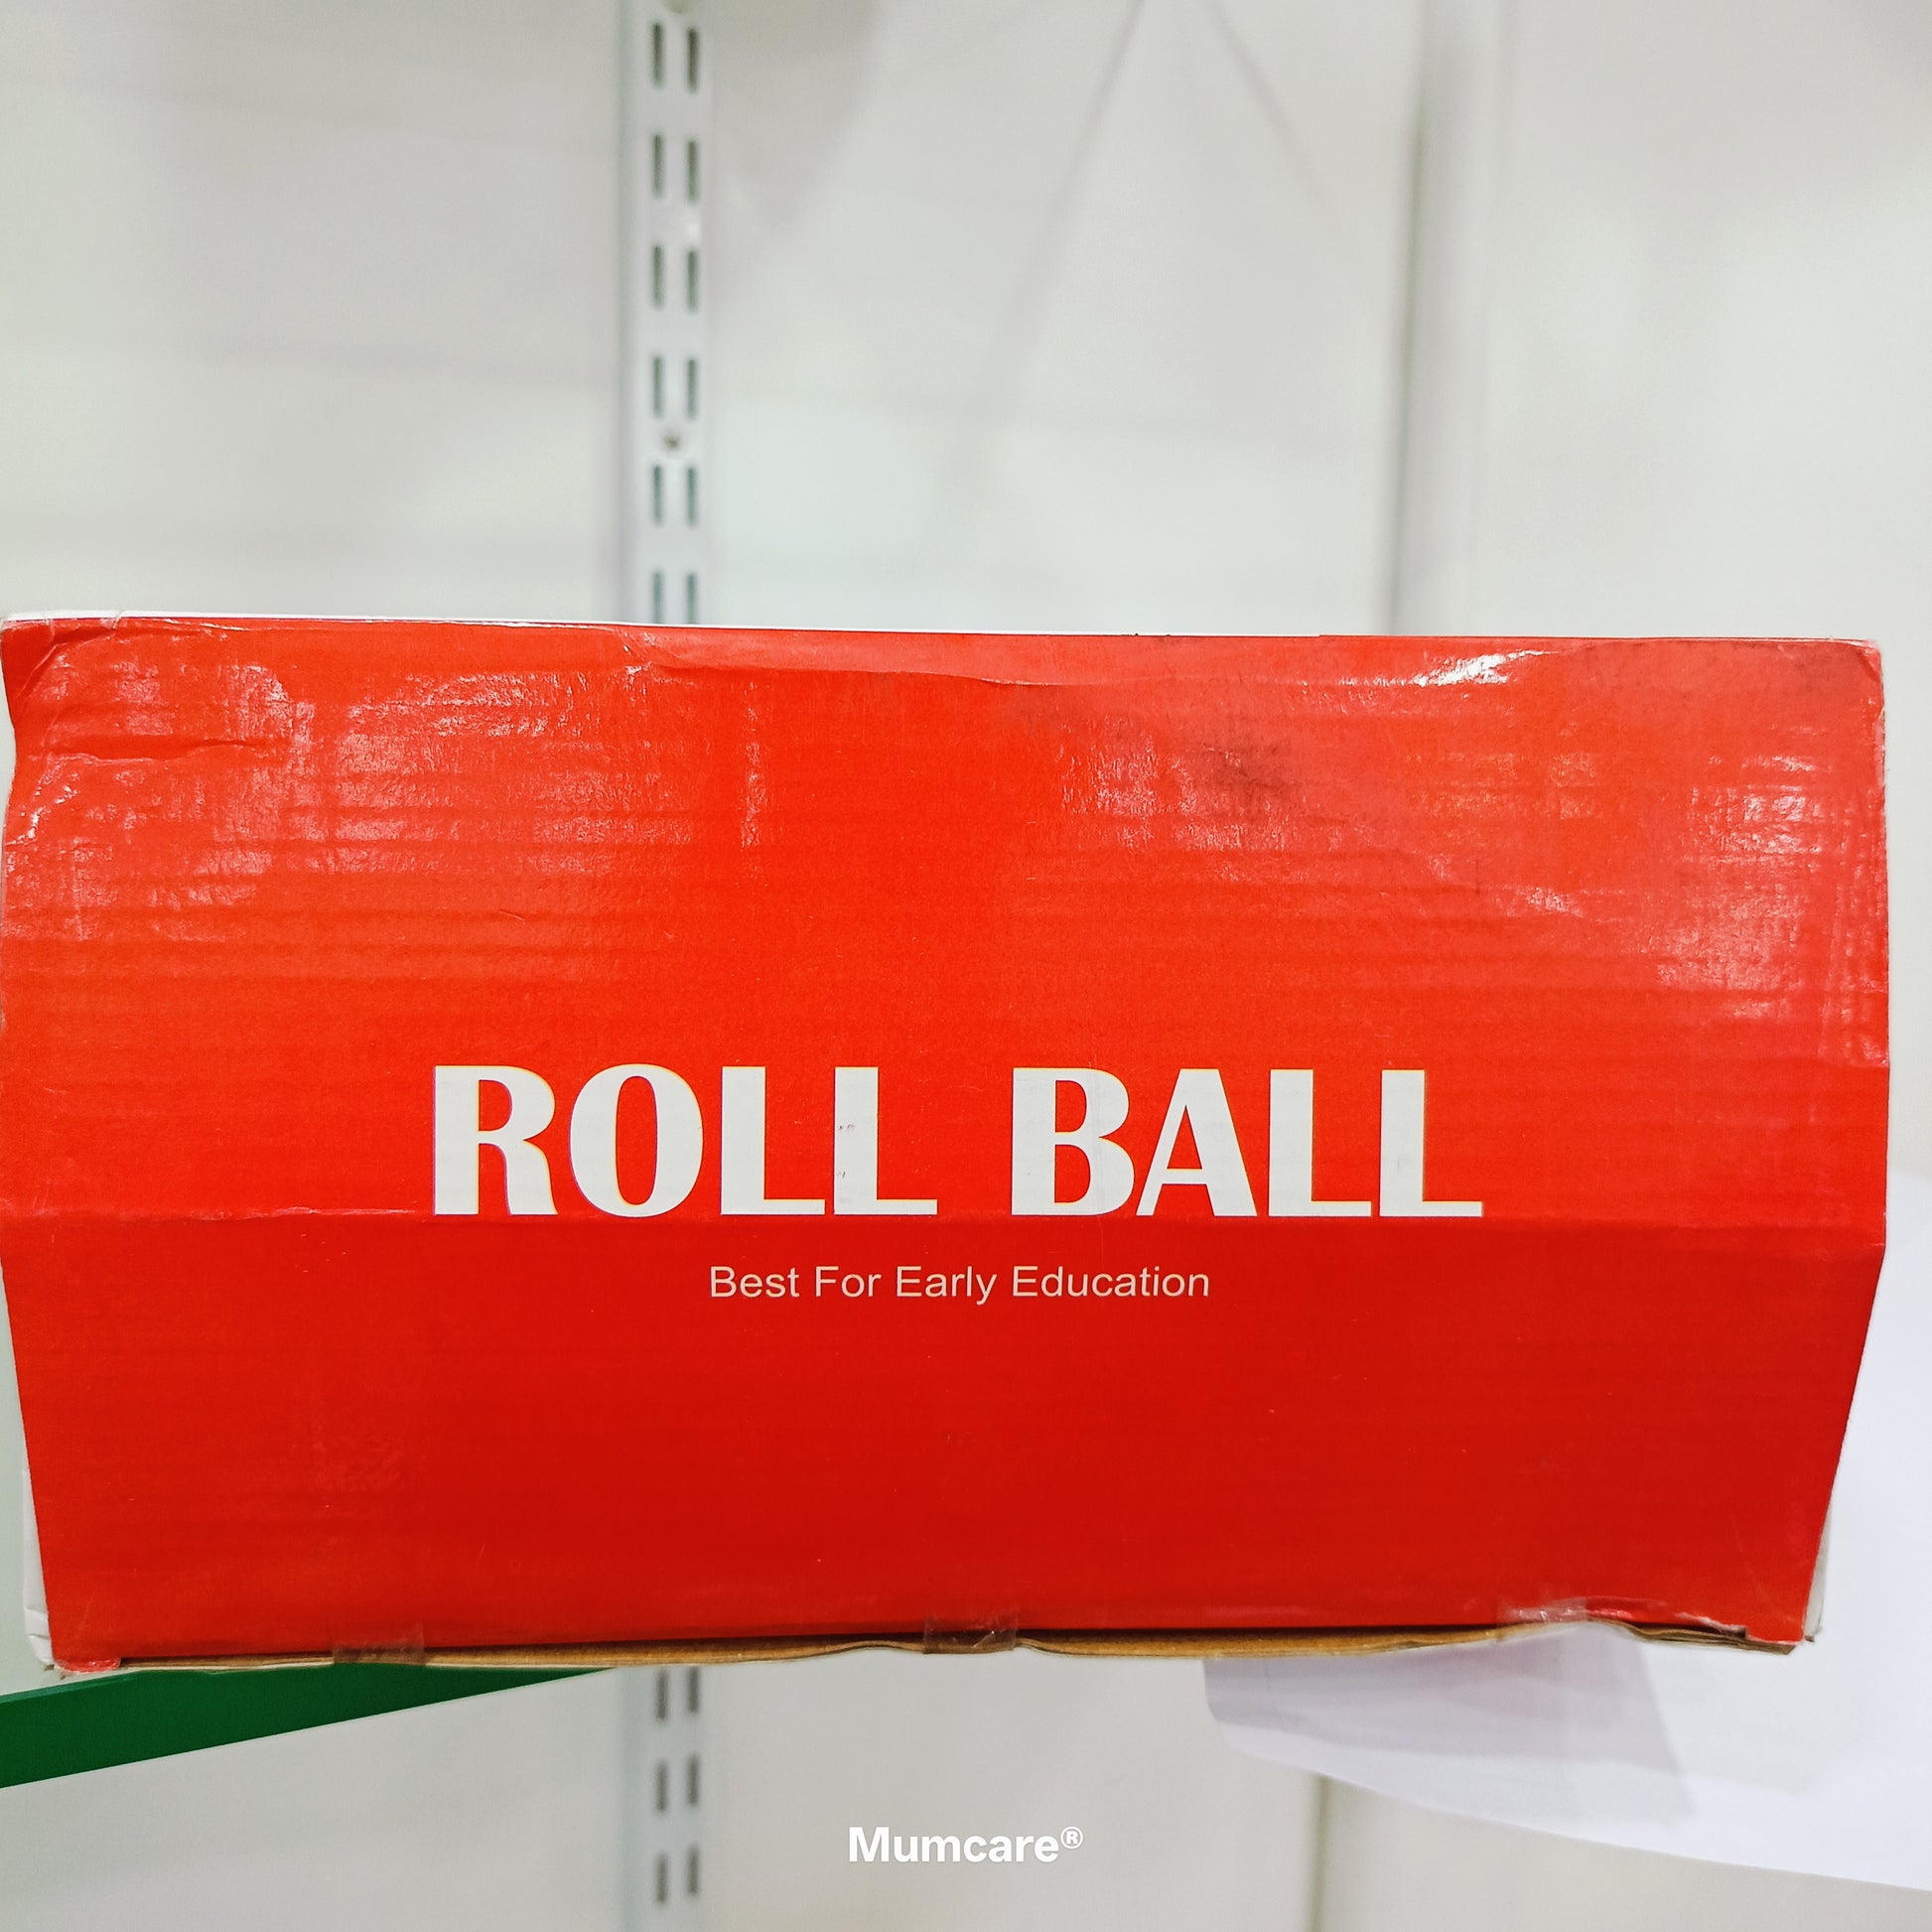 ROLL BALL
Best For Early Education
Mumcare®